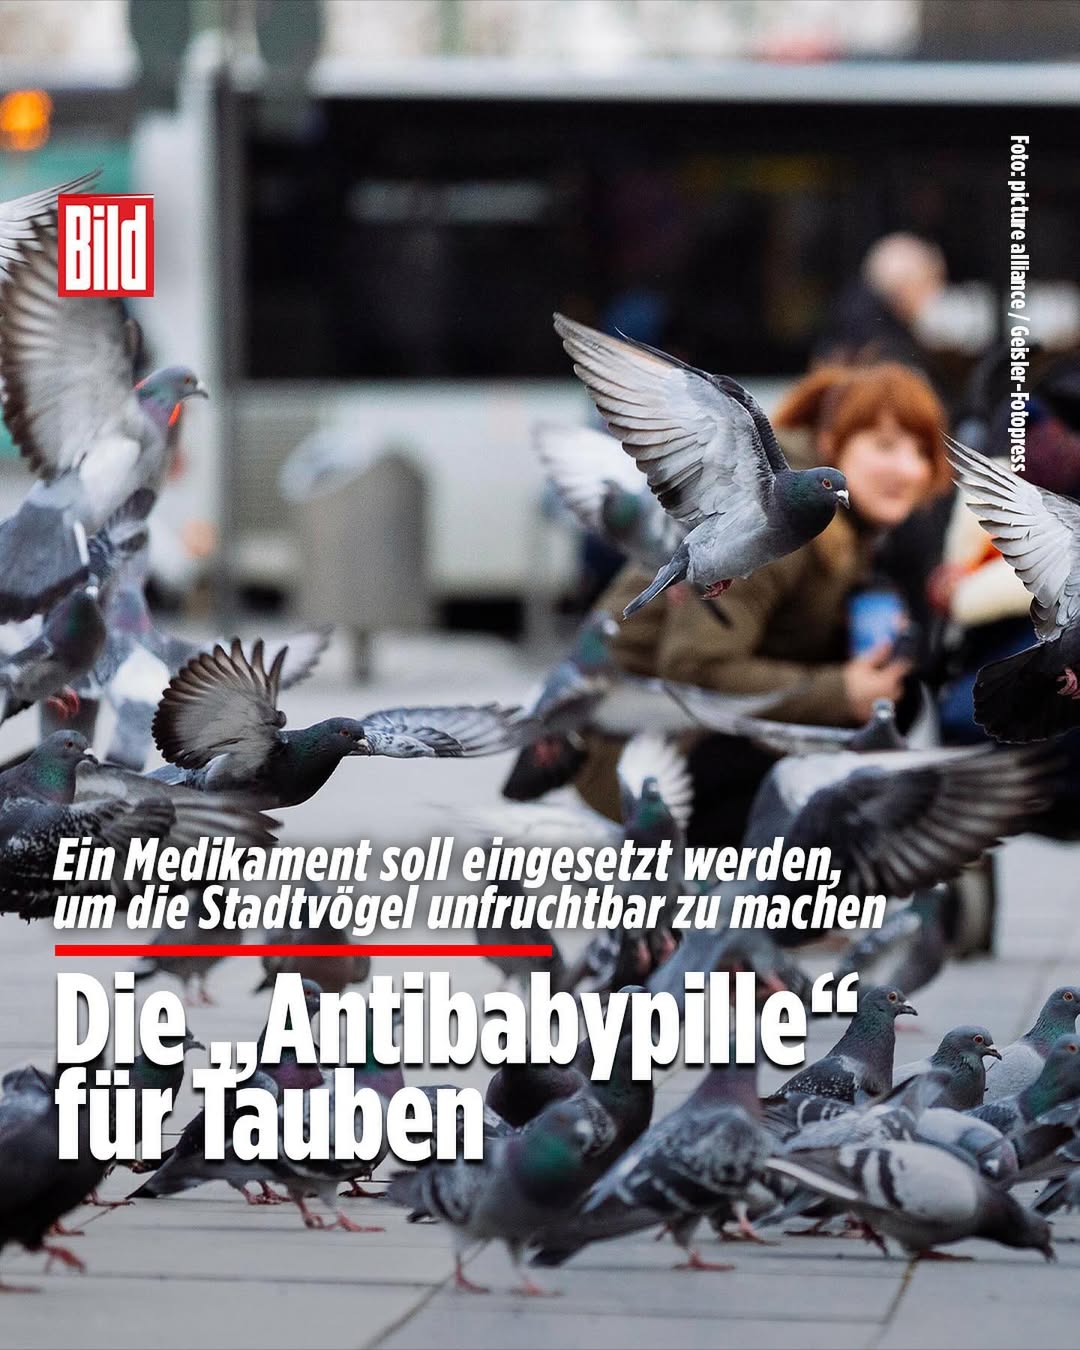 Bild
Foto: picture alliance / Geisler-Fotopress
Ein Medikament soll eingesetzt werden,
um die Stadtvögel unfruchtbar zu machen
Die „Antibabypille“
für Tauben